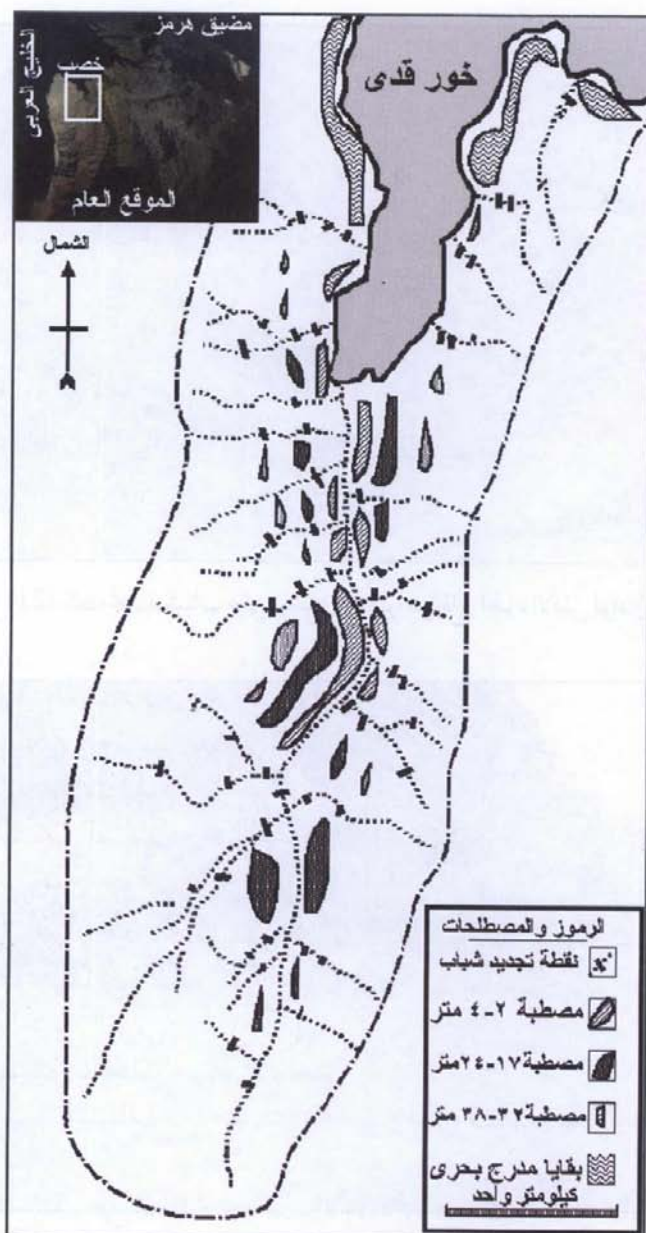 مضيق هرمز
الخليج العربى
خصب
الموقع العام
خور قدى
الشمال
الرموز والمصطلحات
نقطة تجديد شباب
مصطبة ٢-٤ متر
مصطبة ١٧-٢٤ متر
مصطبة ٣٢-٣٨ متر
بقايا مدرج بحرى
كيلومتر واحد